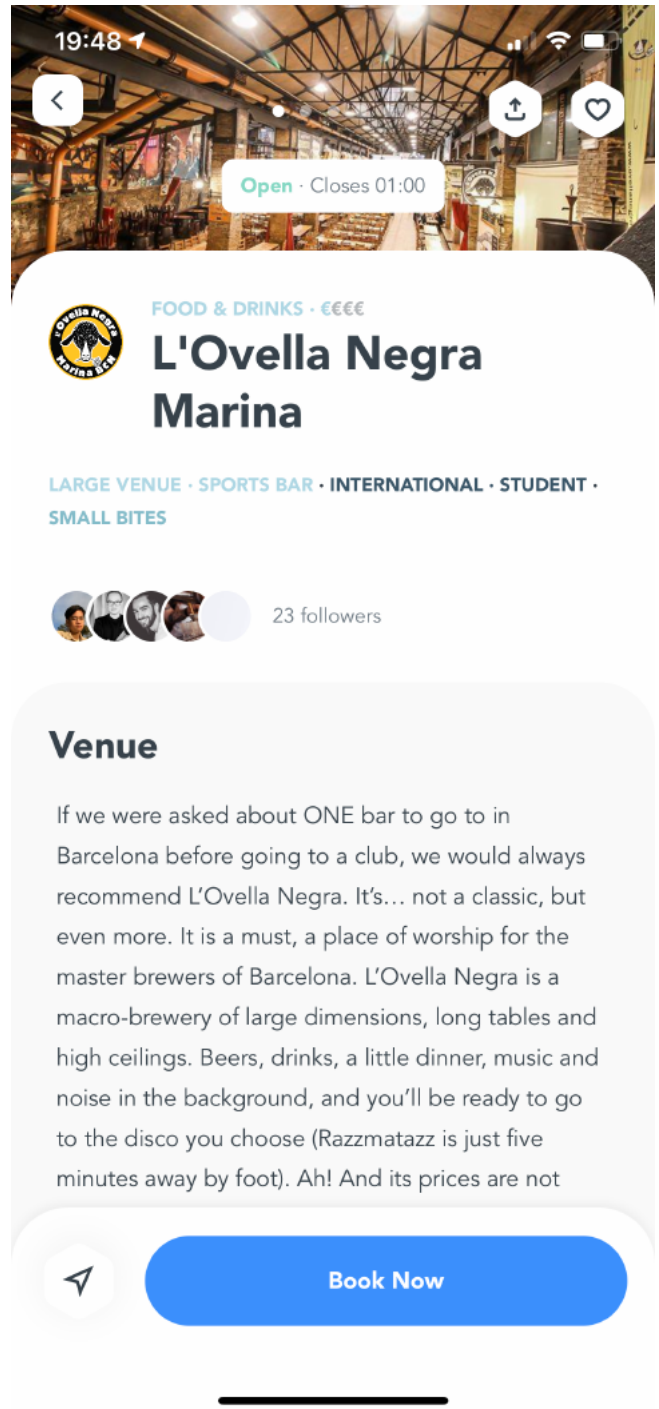 19:48
Open · Closes 01:00
L'Ovella Negra
Marina BCN
FOOD & DRINKS · €€€€
L'Ovella Negra
Marina
LARGE VENUE · SPORTS BAR · INTERNATIONAL · STUDENT ·
SMALL BITES
23 followers
Venue
If we were asked about ONE bar to go to in
Barcelona before going to a club, we would always
recommend L’Ovella Negra. It’s... not a classic, but
even more. It is a must, a place of worship for the
master brewers of Barcelona. L’Ovella Negra is a
macro-brewery of large dimensions, long tables and
high ceilings. Beers, drinks, a little dinner, music and
noise in the background, and you’ll be ready to go
to the disco you choose (Razzmatazz is just five
minutes away by foot). Ah! And its prices are not
Book Now